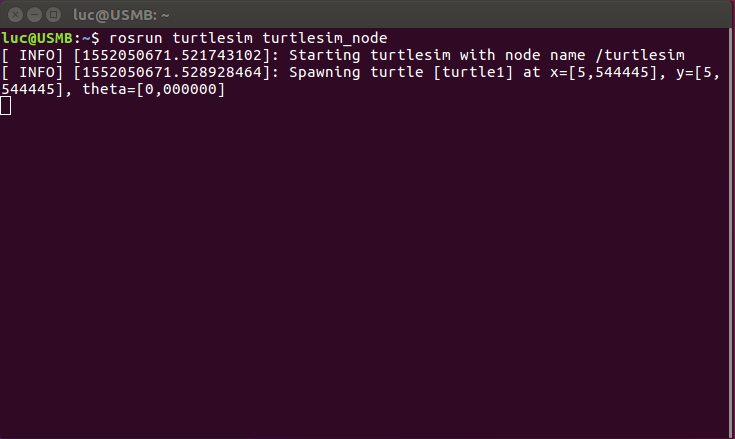 luc@USMB: ~
luc@USMB:~$ rosrun turtlesim turtlesim_node
[ INFO] [1552050671.521743102]: Starting turtlesim with node name /turtlesim
[ INFO] [1552050671.528928464]: Spawning turtle [turtle1] at x=[5,544445], y=[5,
544445], theta=[0,000000]